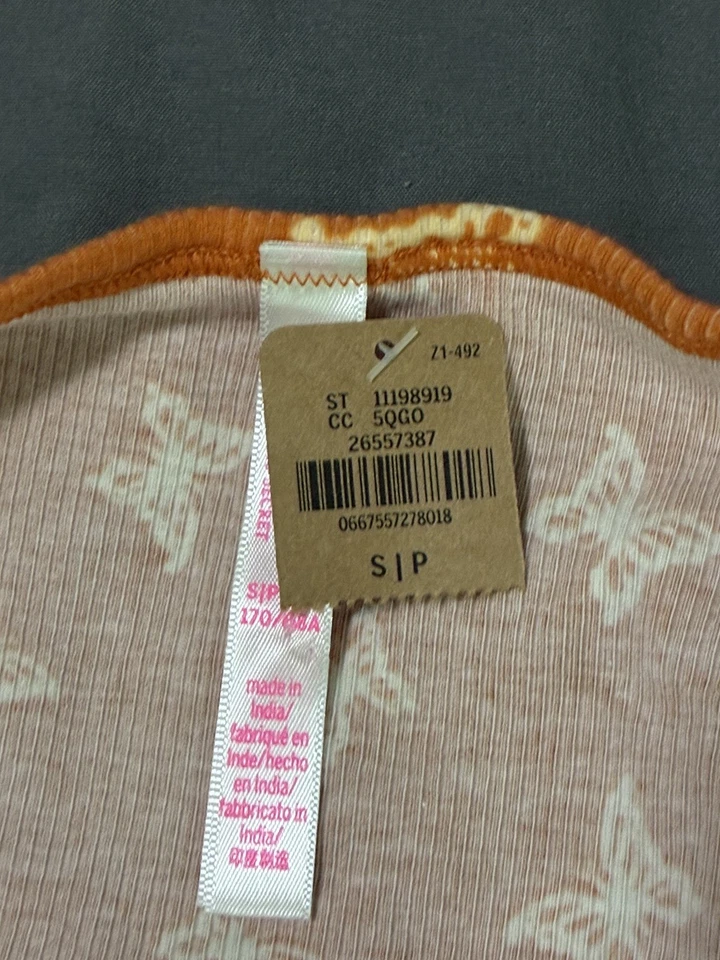 Z1-492
ST 11198919
CC 5QGO
26557387
0667557278018
S|P
S|P
made in
India/
fabriqué en
Inde/hecho
en India/
fabbricato in
India/
印度制造